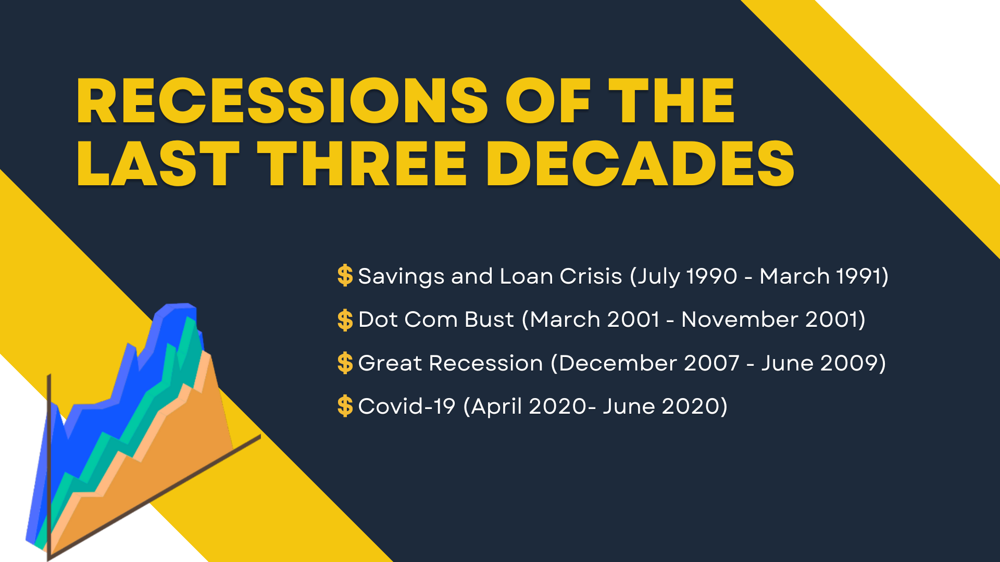 RECESSIONS OF THE
LAST THREE DECADES
$ Savings and Loan Crisis (July 1990 - March 1991)
$ Dot Com Bust (March 2001 - November 2001)
$ Great Recession (December 2007 - June 2009)
$ Covid-19 (April 2020- June 2020)